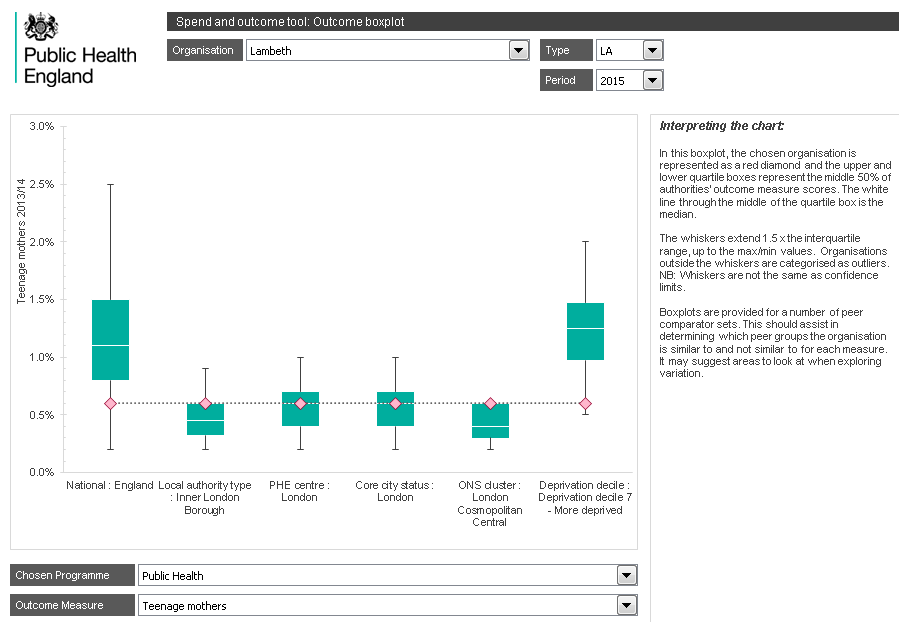 Public Health
England
Spend and outcome tool: Outcome boxplot
Organisation
Lambeth
Type
LA
Period
2015
Teenage mothers 2013/14
3.0%
2.5%
2.0%
1.5%
1.0%
0.5%
0.0%
National : England
Local authority type
: Inner London
Borough
PHE centre :
London
Core city status :
London
ONS cluster :
London
Cosmopolitan
Central
Deprivation decile :
Deprivation decile 7
- More deprived
Interpreting the chart:
In this boxplot, the chosen organisation is
represented as a red diamond and the upper and
lower quartile boxes represent the middle 50% of
authorities' outcome measure scores. The white
line through the middle of the quartile box is the
median.
The whiskers extend 1.5 x the interquartile
range, up to the max/min values. Organisations
outside the whiskers are categorised as outliers.
NB: Whiskers are not the same as confidence
limits.
Boxplots are provided for a number of peer
comparator sets. This should assist in
determining which peer groups the organisation
is similar to and not similar to for each measure.
It may suggest areas to look at when exploring
variation.
Chosen Programme
Public Health
Outcome Measure
Teenage mothers